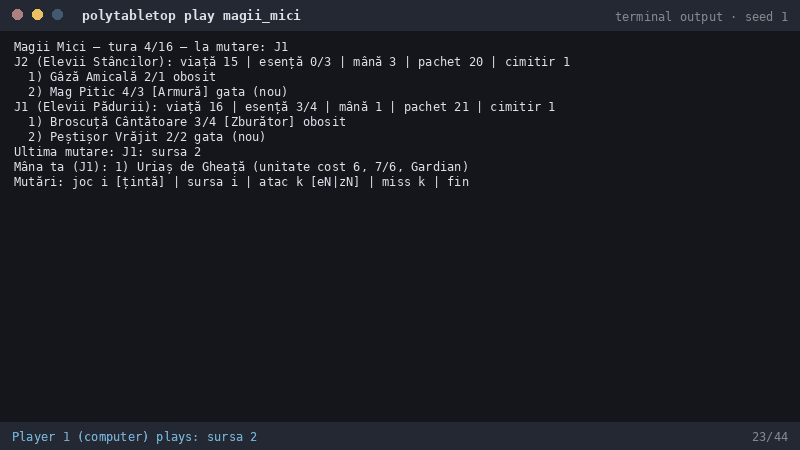 polytabletop play magii_mici
terminal output · seed 1
Magii Mici — tura 4/16 — la mutare: J1
J2 (Elevii Stâncilor): viață 15 | esență 0/3 | mână 3 | pachet 20 | cimitir 1
1) Gâză Amicală 2/1 obosit
2) Mag Pitic 4/3 [Armură] gata (nou)
J1 (Elevii Pădurii): viață 16 | esență 3/4 | mână 1 | pachet 21 | cimitir 1
1) Broscuță Cântătoare 3/4 [Zburător] obosit
2) Peștișor Vrăjit 2/2 gata (nou)
Ultima mutare: J1: sursa 2
Mâna ta (J1): 1) Uriaș de Gheață (unitate cost 6, 7/6, Gardian)
Mutări: joc i [țintă] | sursa i | atac k [eN|zN] | miss k | fin
Player 1 (computer) plays: sursa 2
23/44